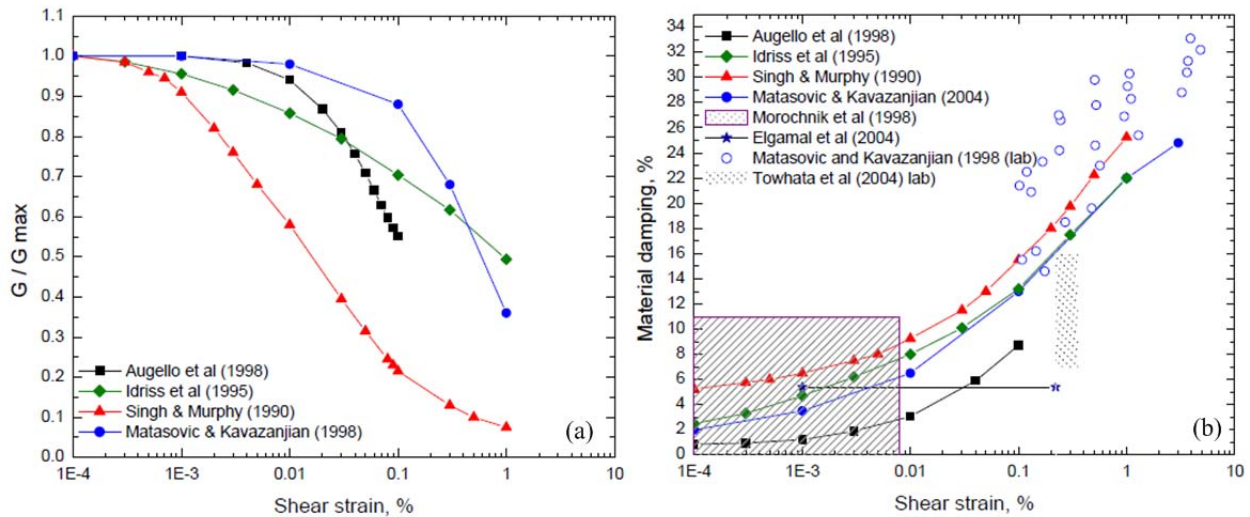 1.0
0.9
0.8
0.7
0.6
0.5
0.4
0.3
0.2
0.1
0.0
G / G max
Augello et al (1998)
Idriss et al (1995)
Singh & Murphy (1990)
Matasovic & Kavazanjian (1998)
(a)
1E-4 1E-3 0.01 0.1 1 10
Shear strain, %
34
32
30
28
26
24
22
20
18
16
14
12
10
8
6
4
2
0
Material damping, %
Augello et al (1998)
Idriss et al (1995)
Singh & Murphy (1990)
Matasovic & Kavazanjian (2004)
Morochnik et al (1998)
Elgamal et al (2004)
Matasovic and Kavazanjian (1998 (lab)
Towhata et al (2004) lab)
(b)
1E-4 1E-3 0.01 0.1 1 10
Shear strain, %